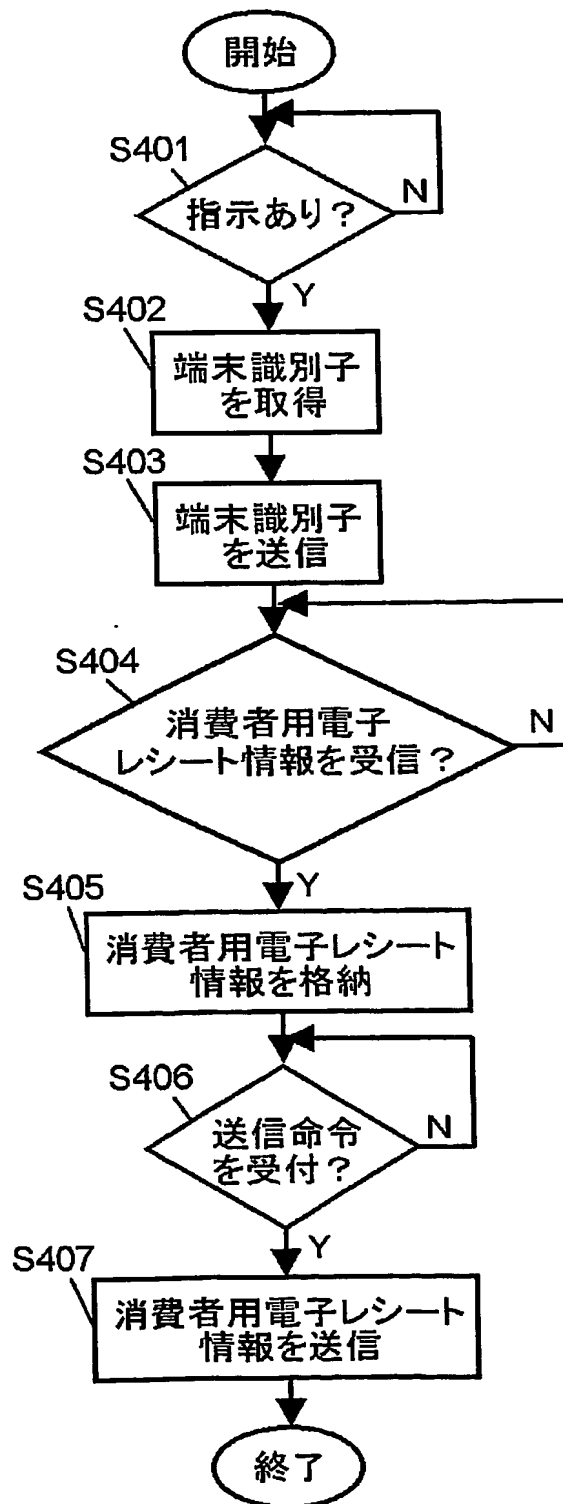 開始
S401
指示あり？
N
Y
S402
端末識別子
を取得
S403
端末識別子
を送信
S404
消費者用電子
レシート情報を受信？
N
Y
S405
消費者用電子レシート
情報を格納
S406
送信命令
を受付？
N
Y
S407
消費者用電子レシート
情報を送信
終了